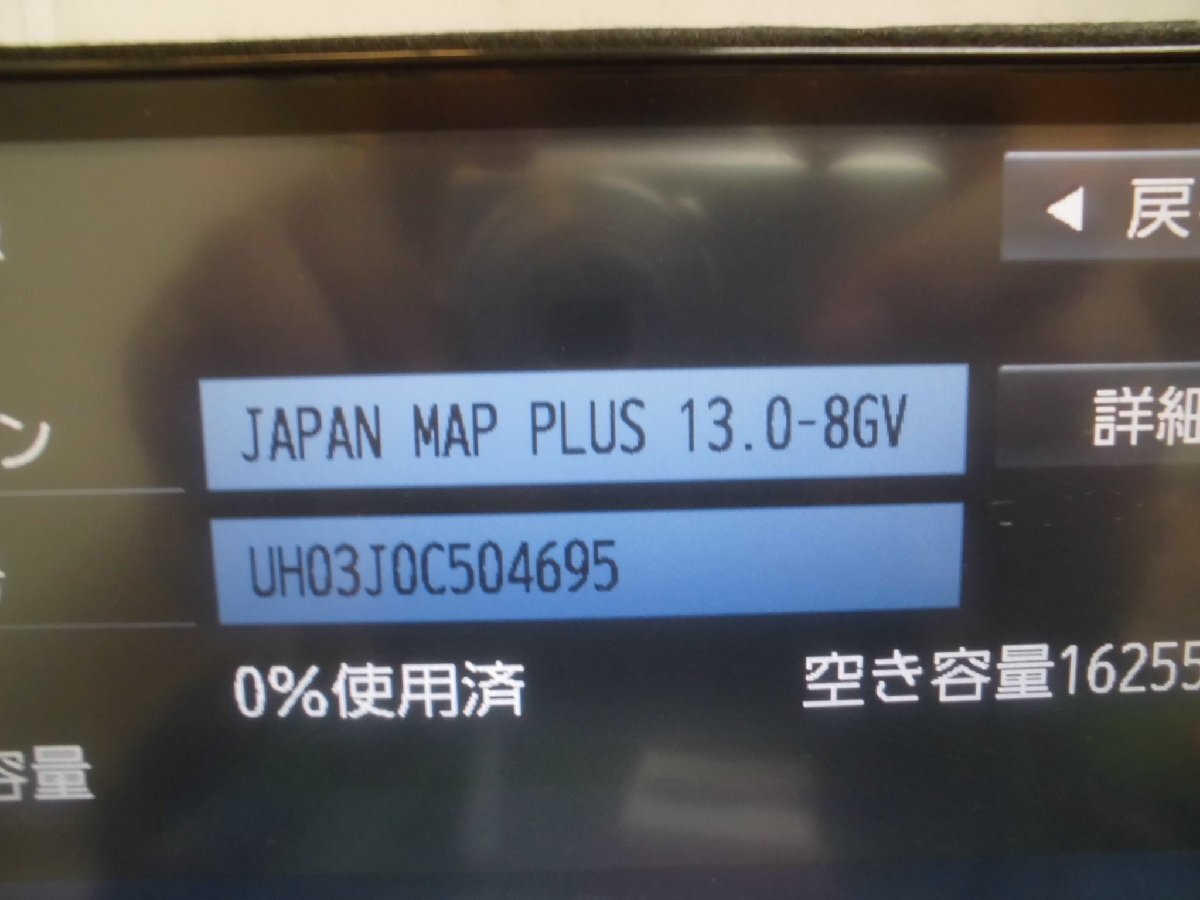 ◀ 戻
ン
JAPAN MAP PLUS 13.0-8GV
詳細
UH03J0C504695
0%使用済
空き容量16255
容量